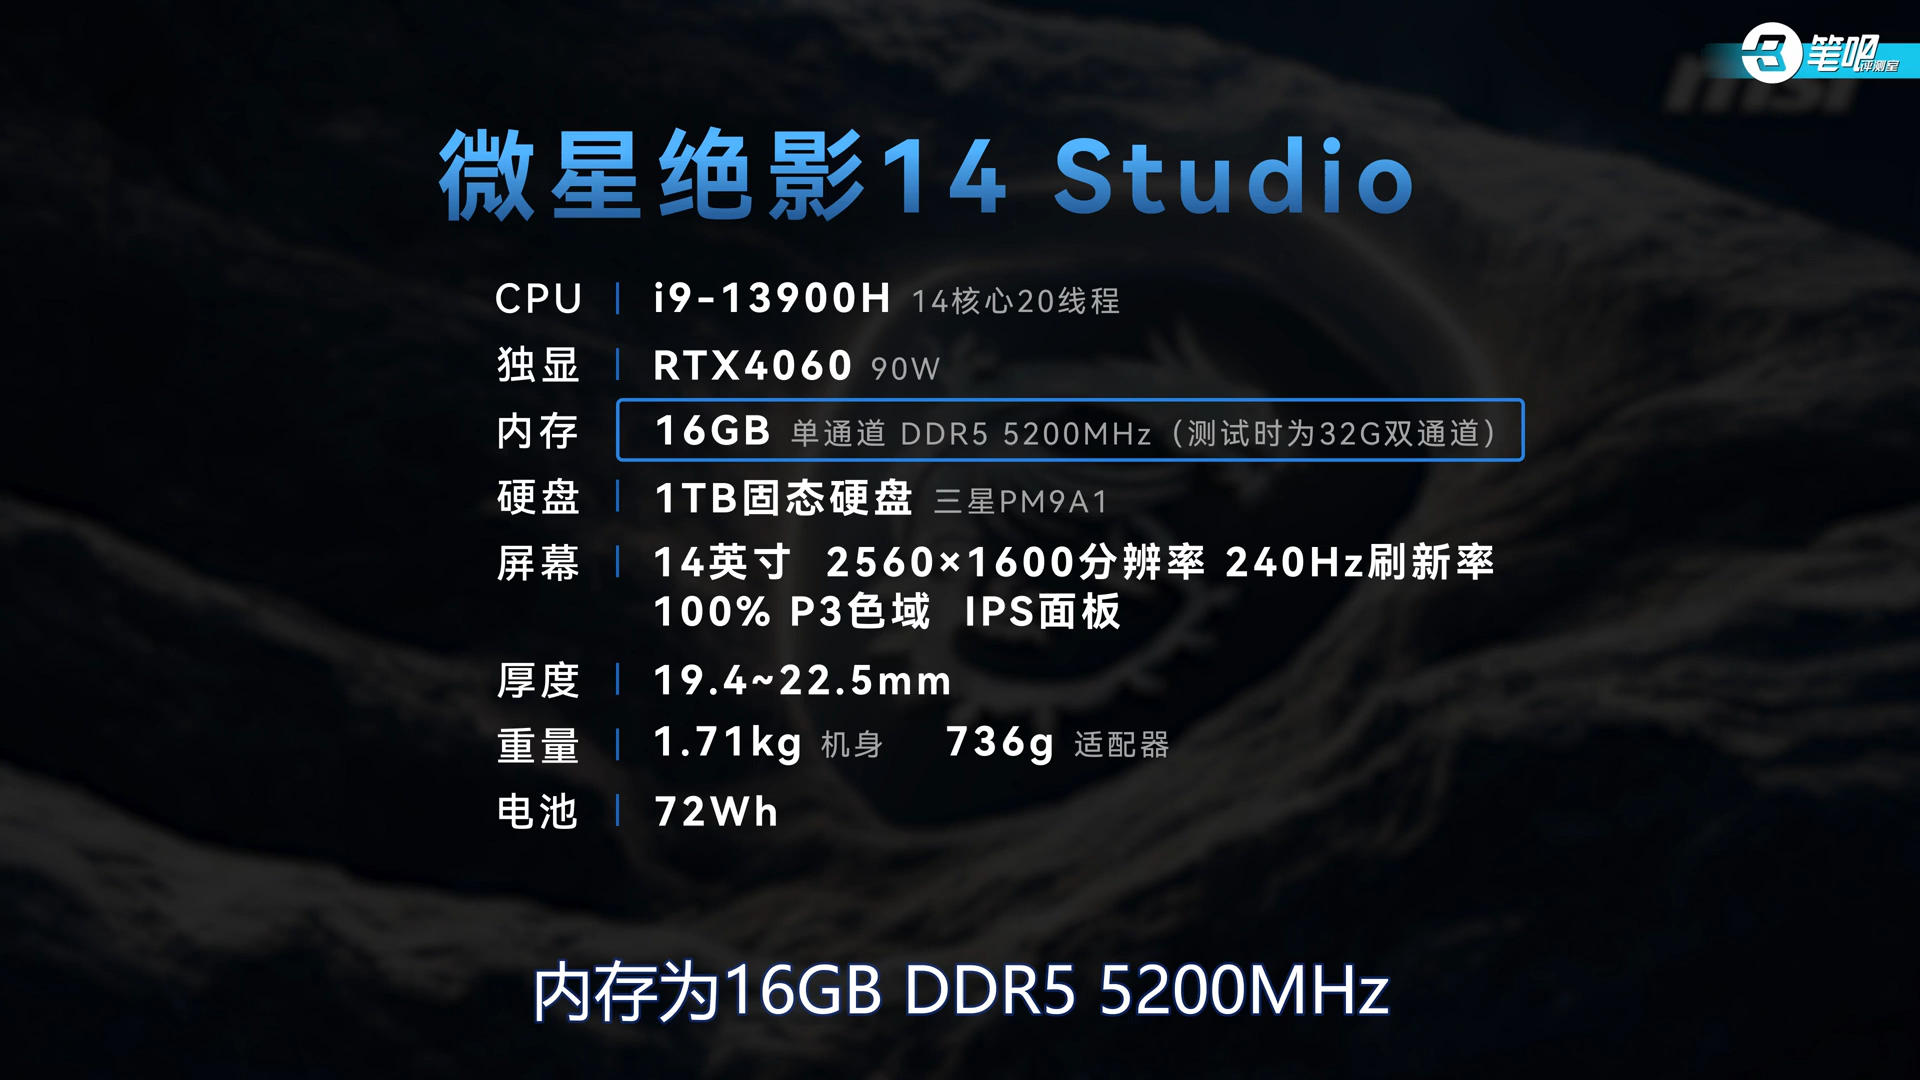 笔吧评测室
msi
微星绝影14 Studio
CPU | i9-13900H 14核心20线程
独显 | RTX4060 90W
内存 16GB 单通道 DDR5 5200MHz（测试时为32G双通道）
硬盘 | 1TB固态硬盘 三星PM9A1
屏幕 | 14英寸 2560×1600分辨率 240Hz刷新率
100% P3色域 IPS面板
厚度 | 19.4~22.5mm
重量 | 1.71kg 机身 736g 适配器
电池 | 72Wh
内存为16GB DDR5 5200MHz